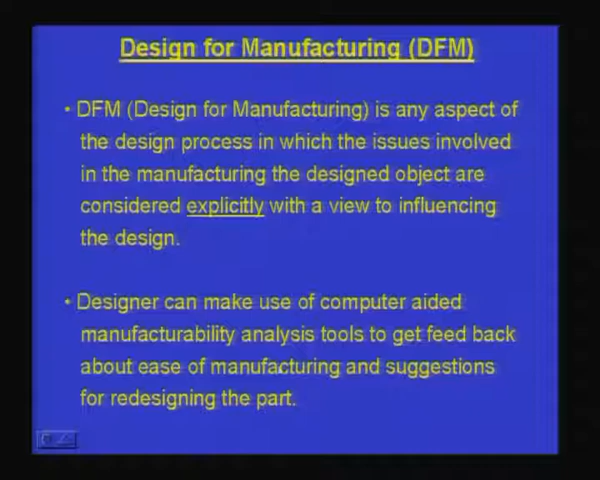 Design for Manufacturing (DFM)
• DFM (Design for Manufacturing) is any aspect of
the design process in which the issues involved
in the manufacturing the designed object are
considered explicitly with a view to influencing
the design.
• Designer can make use of computer aided
manufacturability analysis tools to get feed back
about ease of manufacturing and suggestions
for redesigning the part.